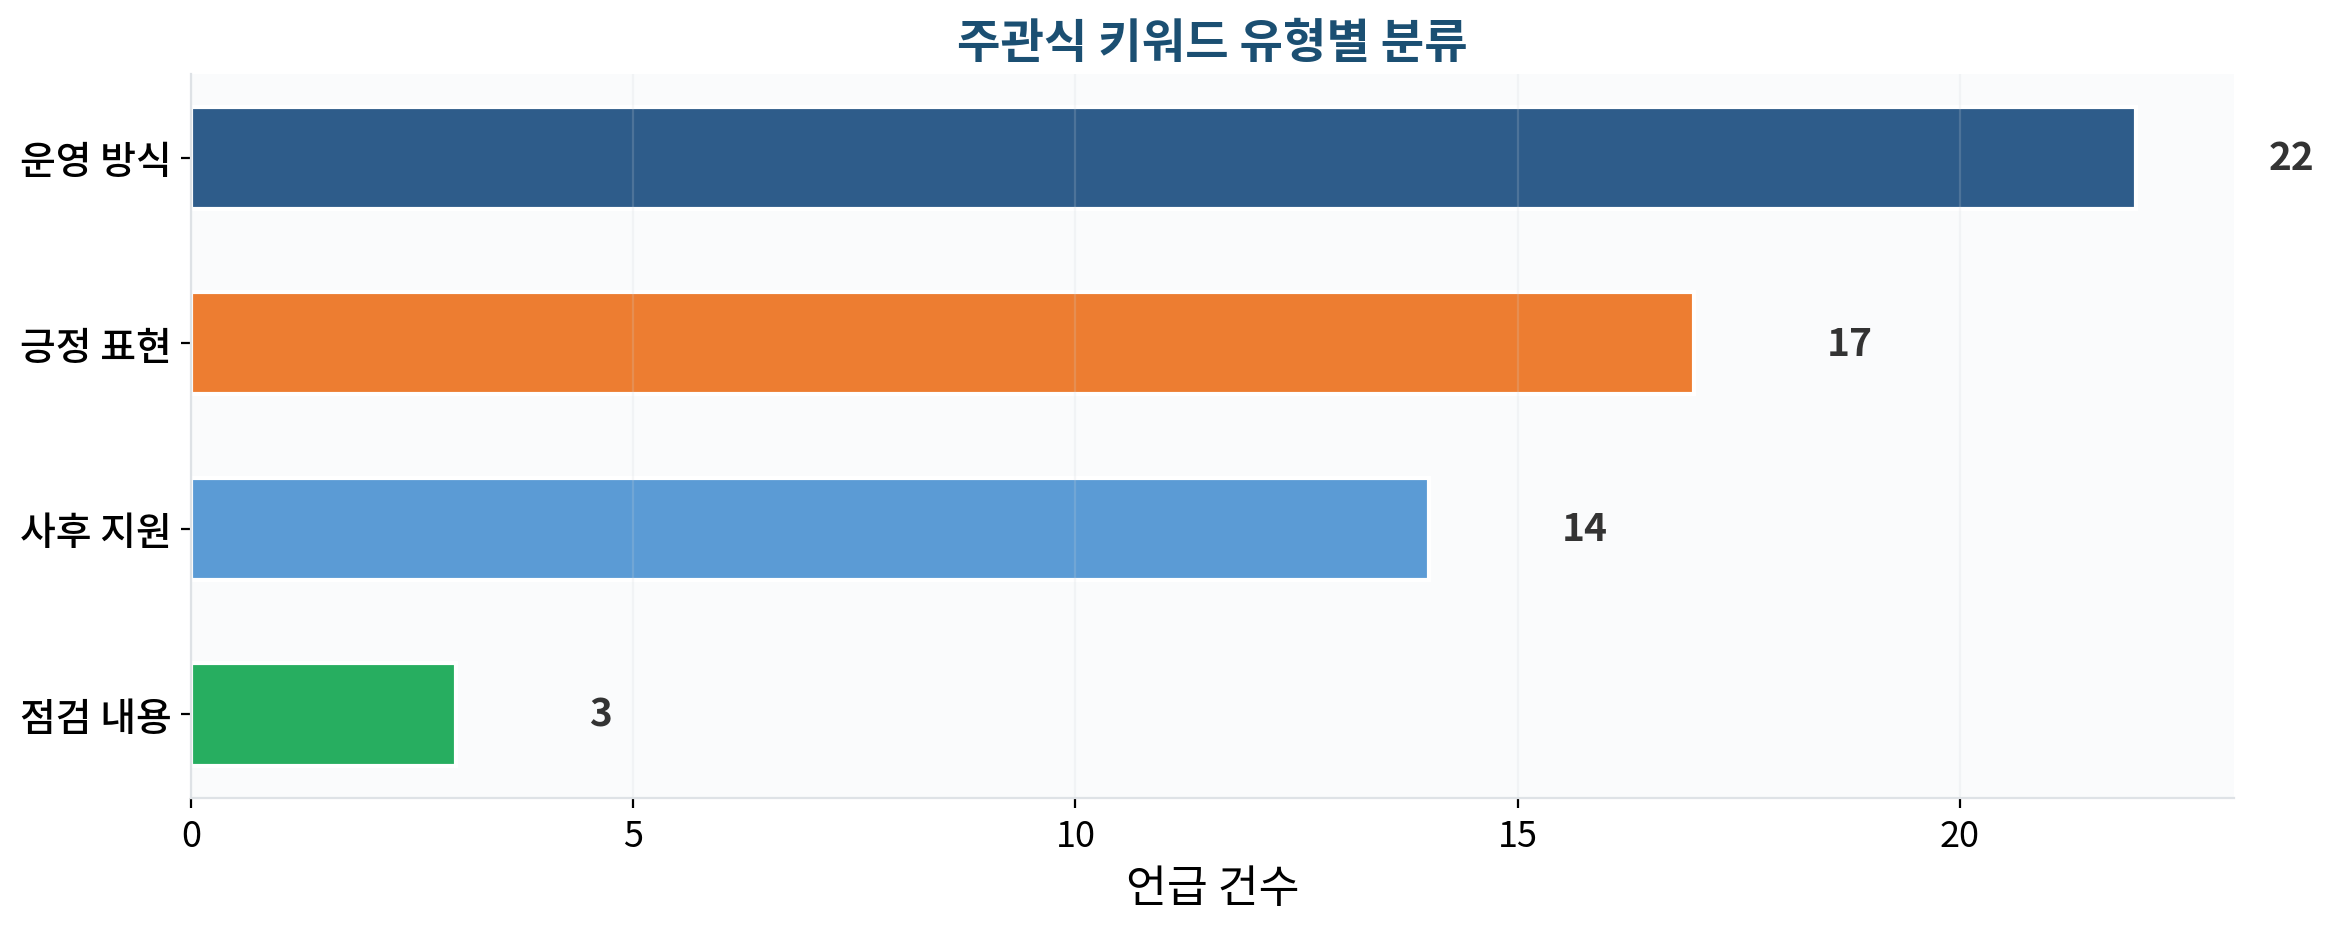 주관식 키워드 유형별 분류
운영 방식
22
긍정 표현
17
사후 지원
14
점검 내용
3
0 5 10 15 20
언급 건수